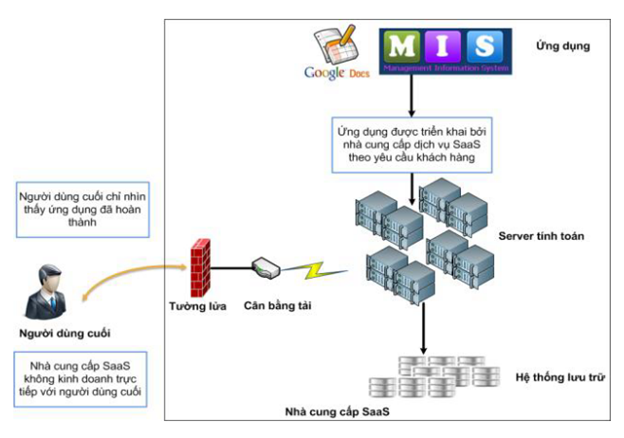 Google Docs
M I S
Management Information System
Ứng dụng
Ứng dụng được triển khai bởi
nhà cung cấp dịch vụ SaaS
theo yêu cầu khách hàng
Người dùng cuối chỉ nhìn
thấy ứng dụng đã hoàn
thành
Server tính toán
Tường lửa
Cân bằng tải
Người dùng cuối
Nhà cung cấp SaaS
không kinh doanh trực
tiếp với người dùng cuối
Hệ thống lưu trữ
Nhà cung cấp SaaS